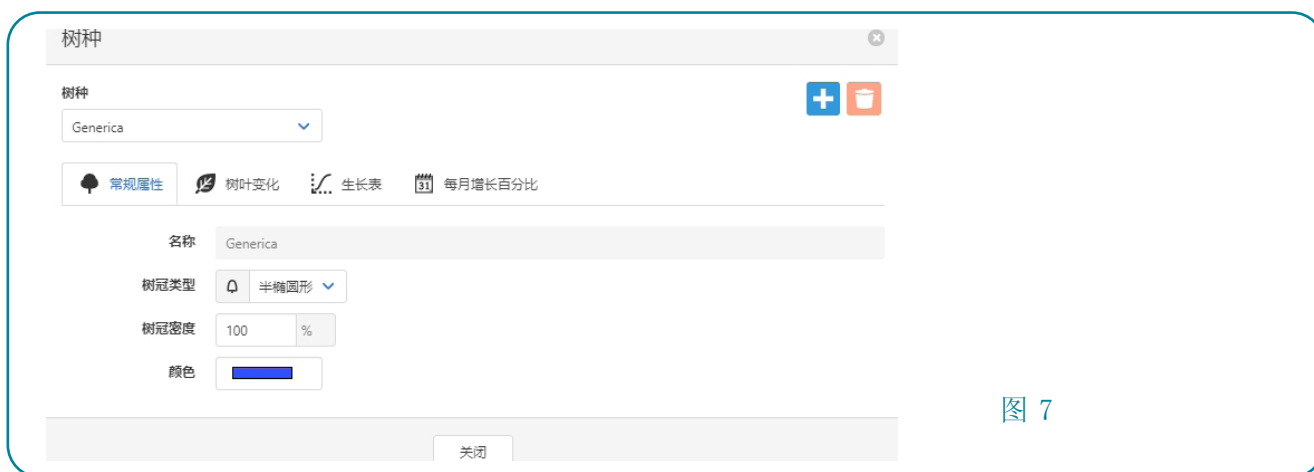 树种
树种
Generica
常规属性 树叶变化 生长表 31 每月增长百分比
名称 Generica
树冠类型 半椭圆形
树冠密度 100 %
颜色
图 7
关闭